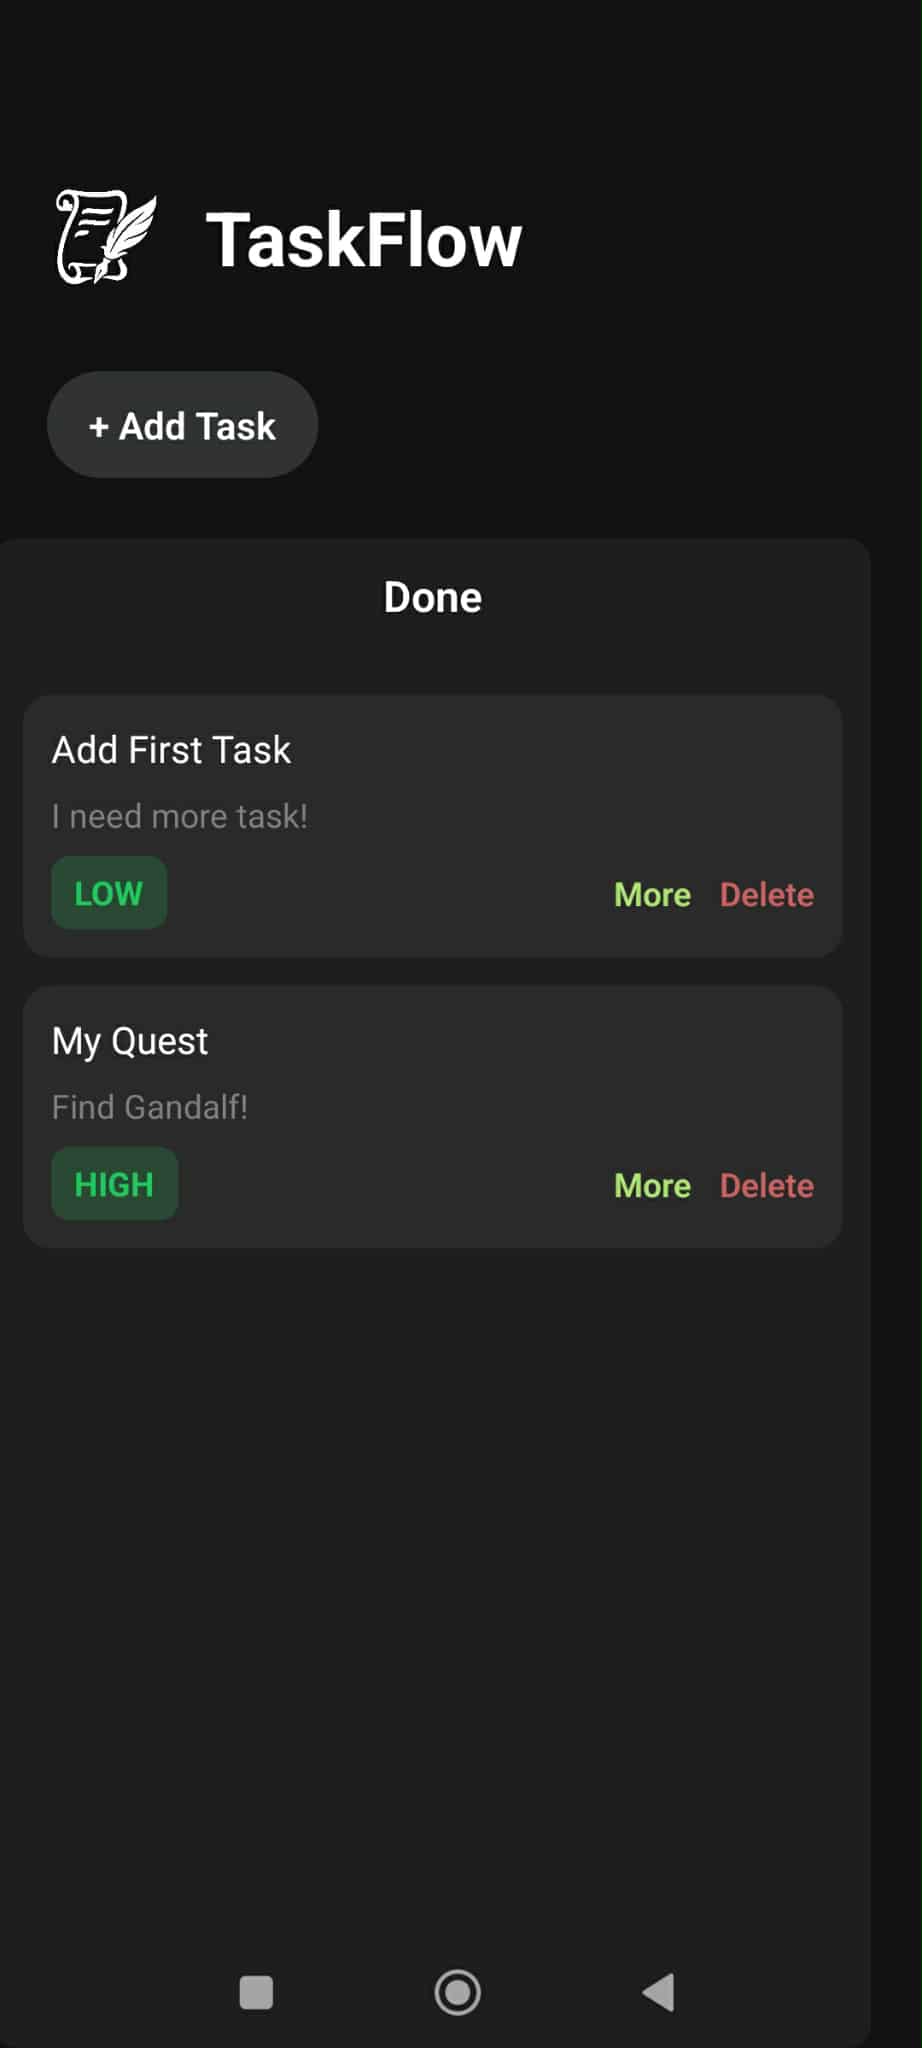 TaskFlow
+ Add Task
Done
Add First Task
I need more task!
LOW
More Delete
My Quest
Find Gandalf!
HIGH
More Delete